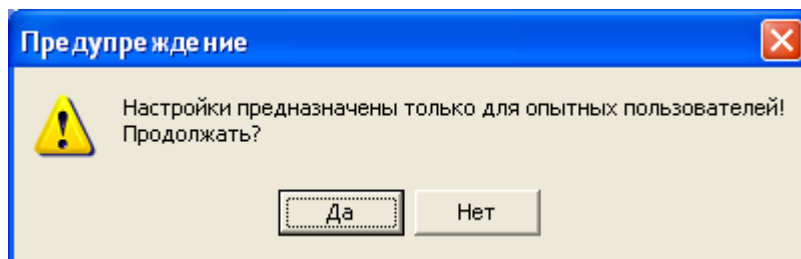 Предупреждение
Настройки предназначены только для опытных пользователей!
Продолжать?
Да
Нет